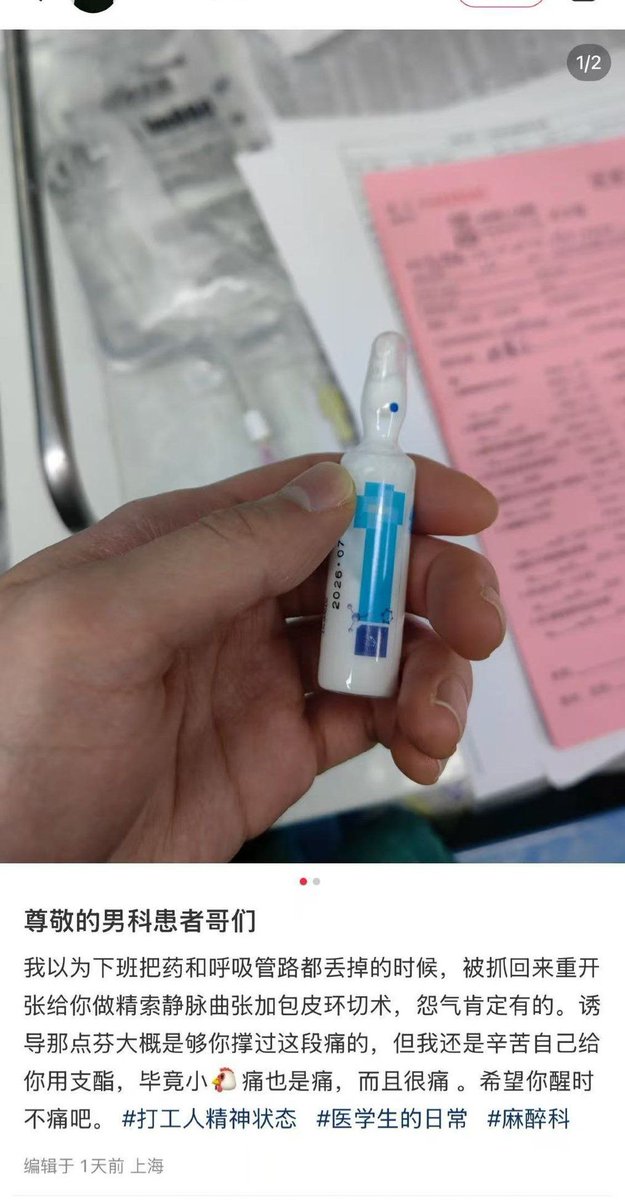 1/2
2026.07
尊敬的男科患者哥们
我以为下班把药和呼吸管路都丢掉的时候，被抓回来重开
张给你做精索静脉曲张加包皮环切术，怨气肯定有的。诱
导那点芬大概是够你撑过这段痛的，但我还是辛苦自己给
你用支酯，毕竟小🐔痛也是痛，而且很痛 。希望你醒时
不痛吧。 #打工人精神状态 #医学生的日常 #麻醉科
编辑于 1天前 上海